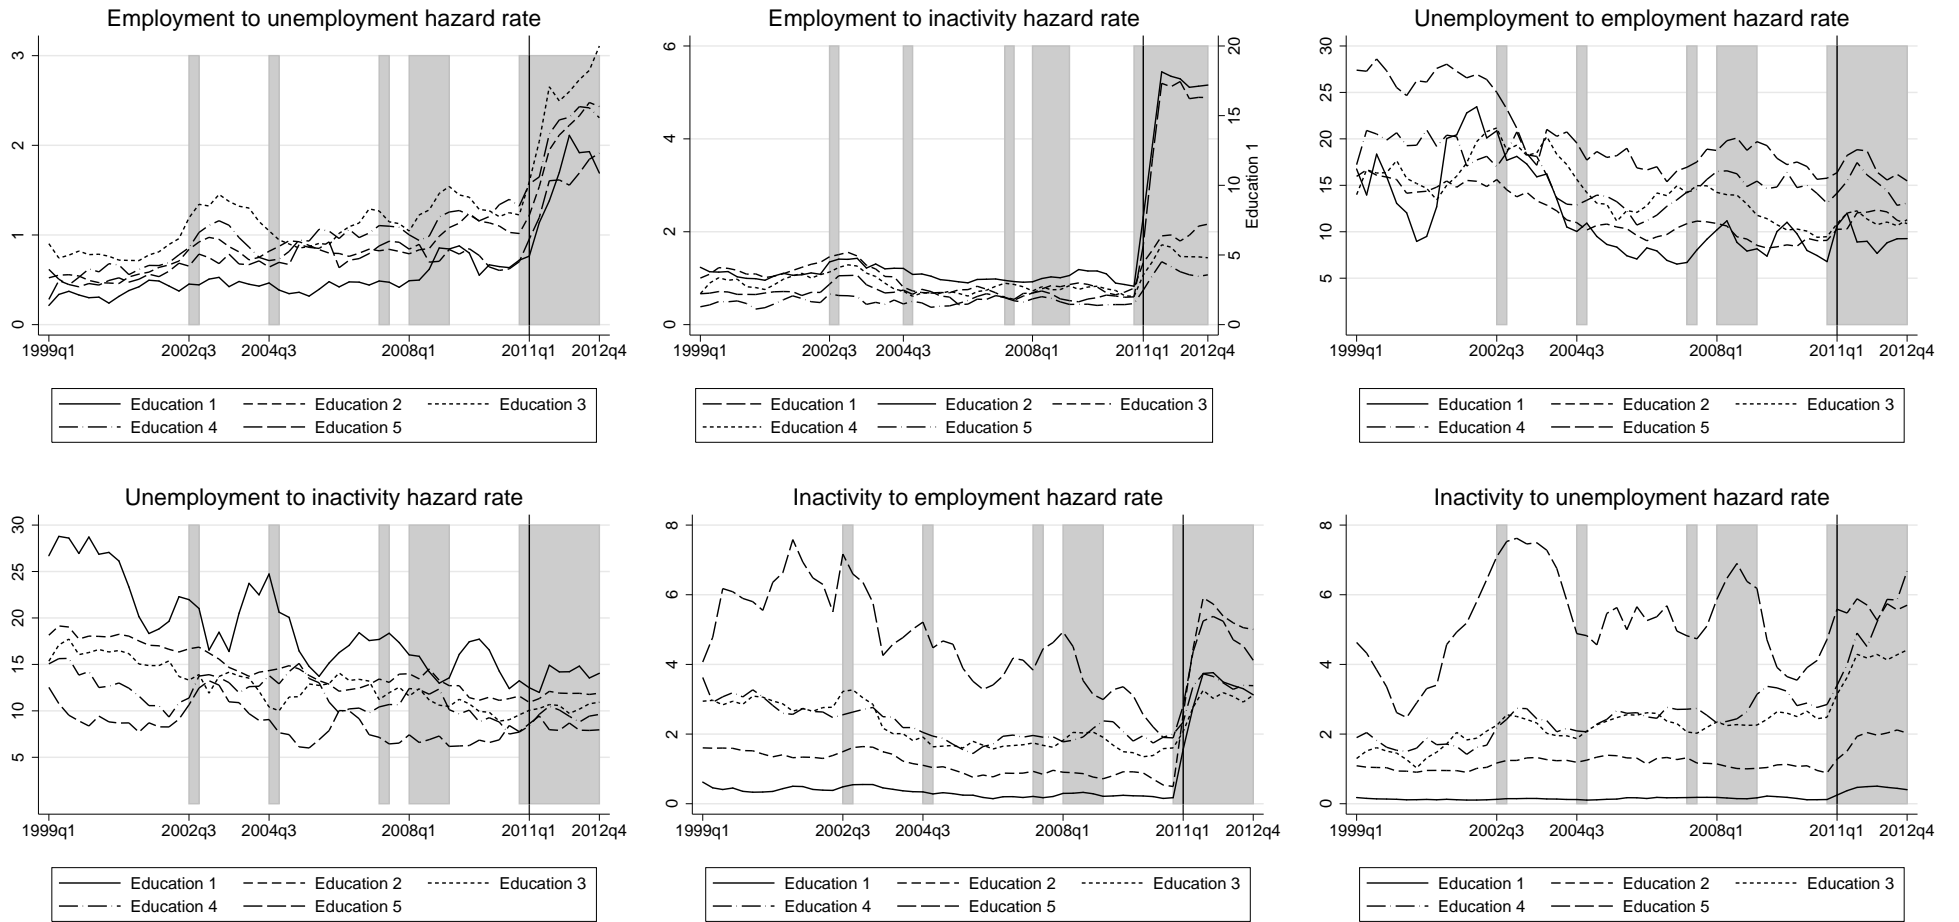 Employment to unemployment hazard rate
3
2
1
0
1999q1 2002q3 2004q3 2008q1 2011q1 2012q4
Education 1 Education 2 Education 3
Education 4 Education 5
Employment to inactivity hazard rate
6
4
2
0
20
15
10
5
0
Education 1
1999q1 2002q3 2004q3 2008q1 2011q1 2012q4
Education 1 Education 2 Education 3
Education 4 Education 5
Unemployment to employment hazard rate
30
25
20
15
10
5
1999q1 2002q3 2004q3 2008q1 2011q1 2012q4
Education 1 Education 2 Education 3
Education 4 Education 5
Unemployment to inactivity hazard rate
30
25
20
15
10
5
1999q1 2002q3 2004q3 2008q1 2011q1 2012q4
Education 1 Education 2 Education 3
Education 4 Education 5
Inactivity to employment hazard rate
8
6
4
2
0
1999q1 2002q3 2004q3 2008q1 2011q1 2012q4
Education 1 Education 2 Education 3
Education 4 Education 5
Inactivity to unemployment hazard rate
8
6
4
2
0
1999q1 2002q3 2004q3 2008q1 2011q1 2012q4
Education 1 Education 2 Education 3
Education 4 Education 5